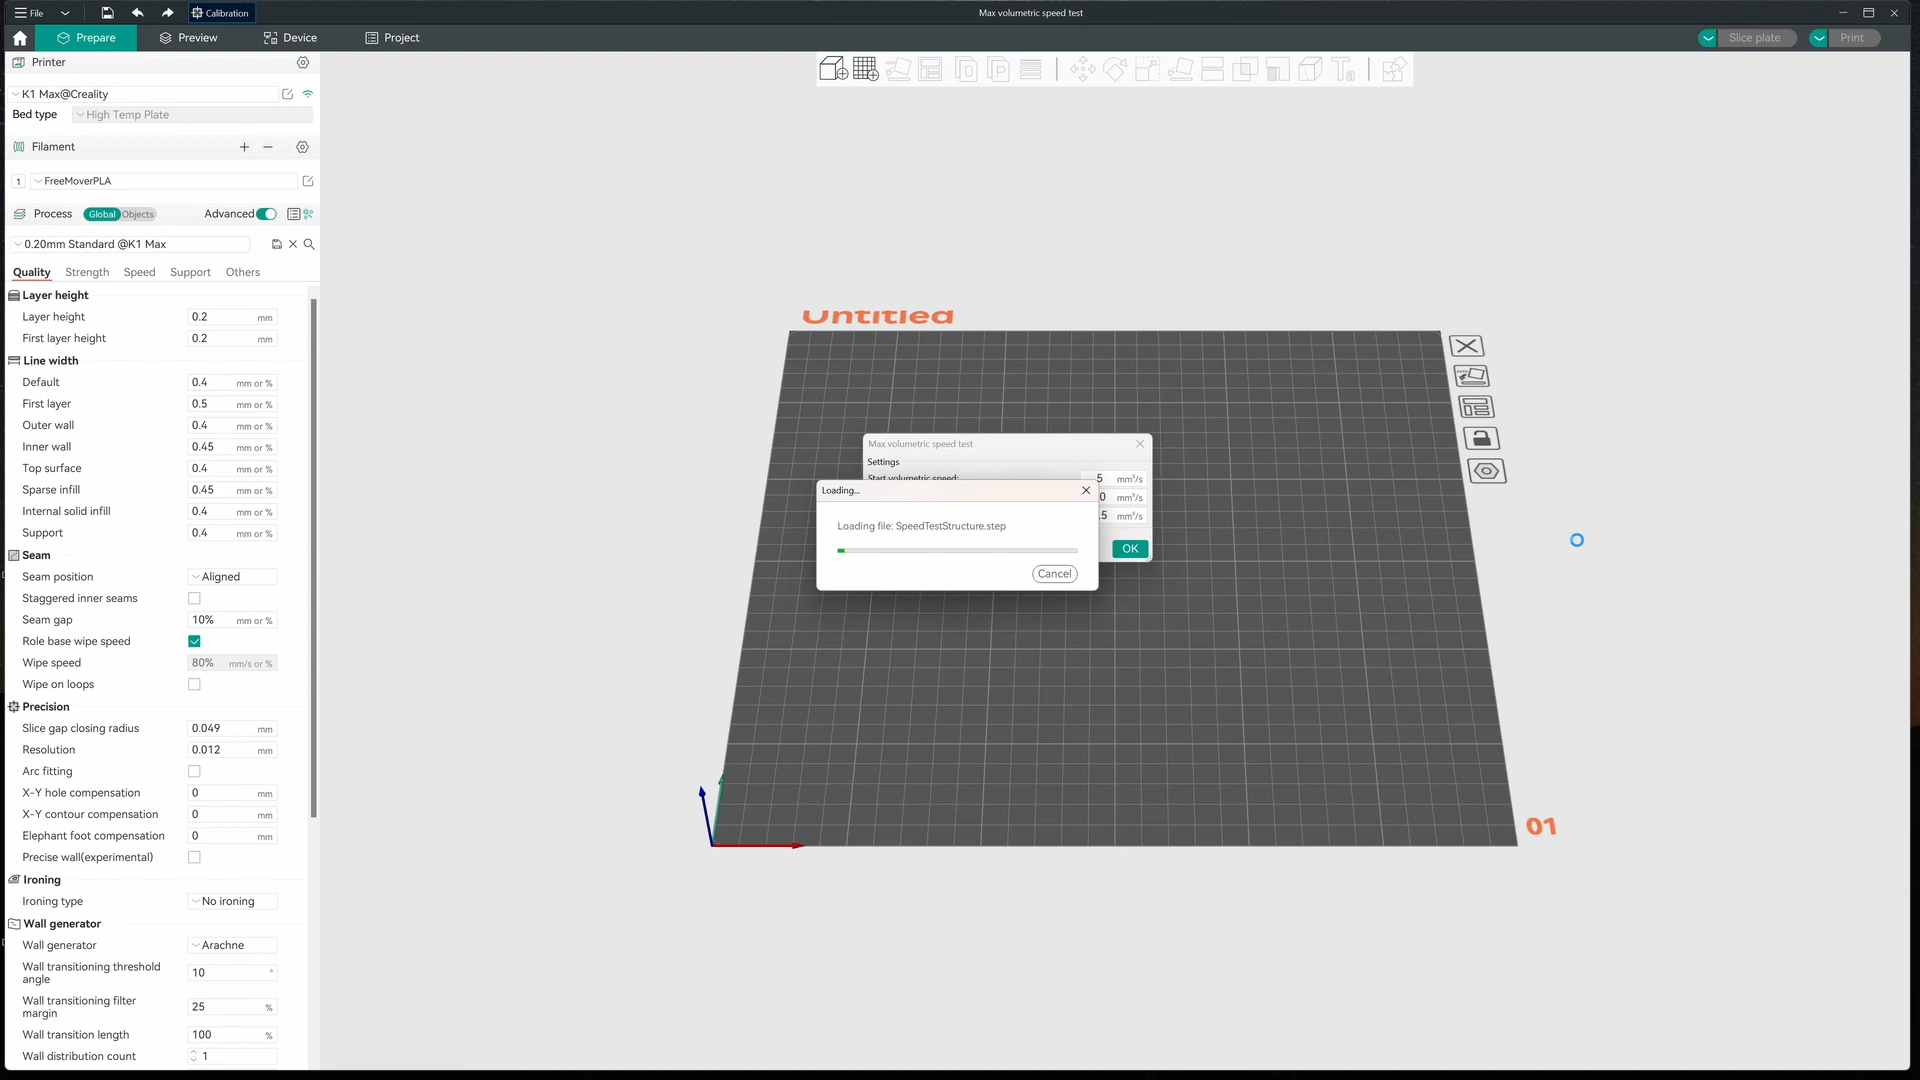 File
Calibration
Max volumetric speed test
Prepare
Preview
Device
Project
Slice plate
Print
Printer
K1 Max@Creality
Bed type
High Temp Plate
Filament
1
FreeMoverPLA
Process
Global
Objects
Advanced
0.20mm Standard @K1 Max
Quality
Strength
Speed
Support
Others
Layer height
Layer height 0.2 mm
First layer height 0.2 mm
Line width
Default 0.4 mm or %
First layer 0.5 mm or %
Outer wall 0.4 mm or %
Inner wall 0.45 mm or %
Top surface 0.4 mm or %
Sparse infill 0.45 mm or %
Internal solid infill 0.4 mm or %
Support 0.4 mm or %
Seam
Seam position Aligned
Staggered inner seams
Seam gap 10% mm or %
Role base wipe speed
Wipe speed 80% mm/s or %
Wipe on loops
Precision
Slice gap closing radius 0.049 mm
Resolution 0.012 mm
Arc fitting
X-Y hole compensation 0 mm
X-Y contour compensation 0 mm
Elephant foot compensation 0 mm
Precise wall(experimental)
Ironing
Ironing type No ironing
Wall generator
Wall generator Arachne
Wall transitioning threshold
angle
10 °
Wall transitioning filter
margin
25 %
Wall transition length 100 %
Wall distribution count 1
Untitled
Max volumetric speed test
Settings
Start volumetric speed: 5 mm³/s
0 mm³/s
.5 mm³/s
OK
Loading...
Loading file: SpeedTestStructure.step
Cancel
01